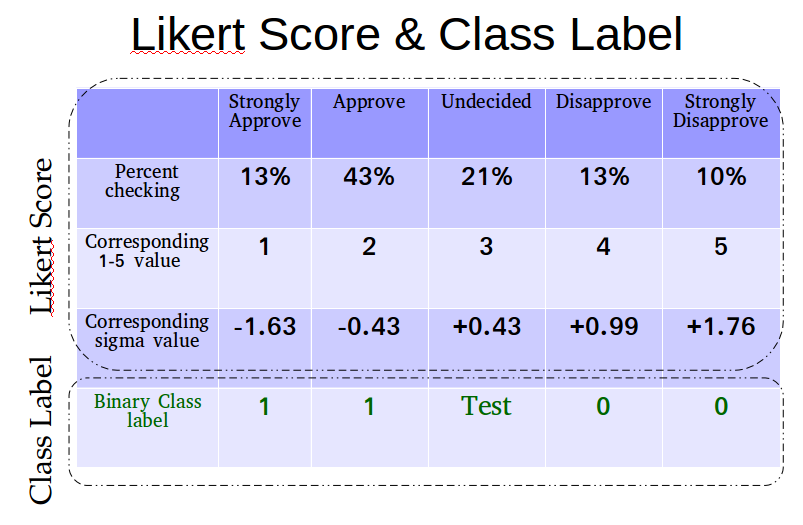 Likert Score & Class Label
Strongly Approve
Approve
Undecided
Disapprove
Strongly Disapprove
Percent checking
13%
43%
21%
13%
10%
Corresponding 1-5 value
1
2
3
4
5
Corresponding sigma value
-1.63
-0.43
+0.43
+0.99
+1.76
Binary Class label
1
1
Test
0
0
Likert Score
Class Label